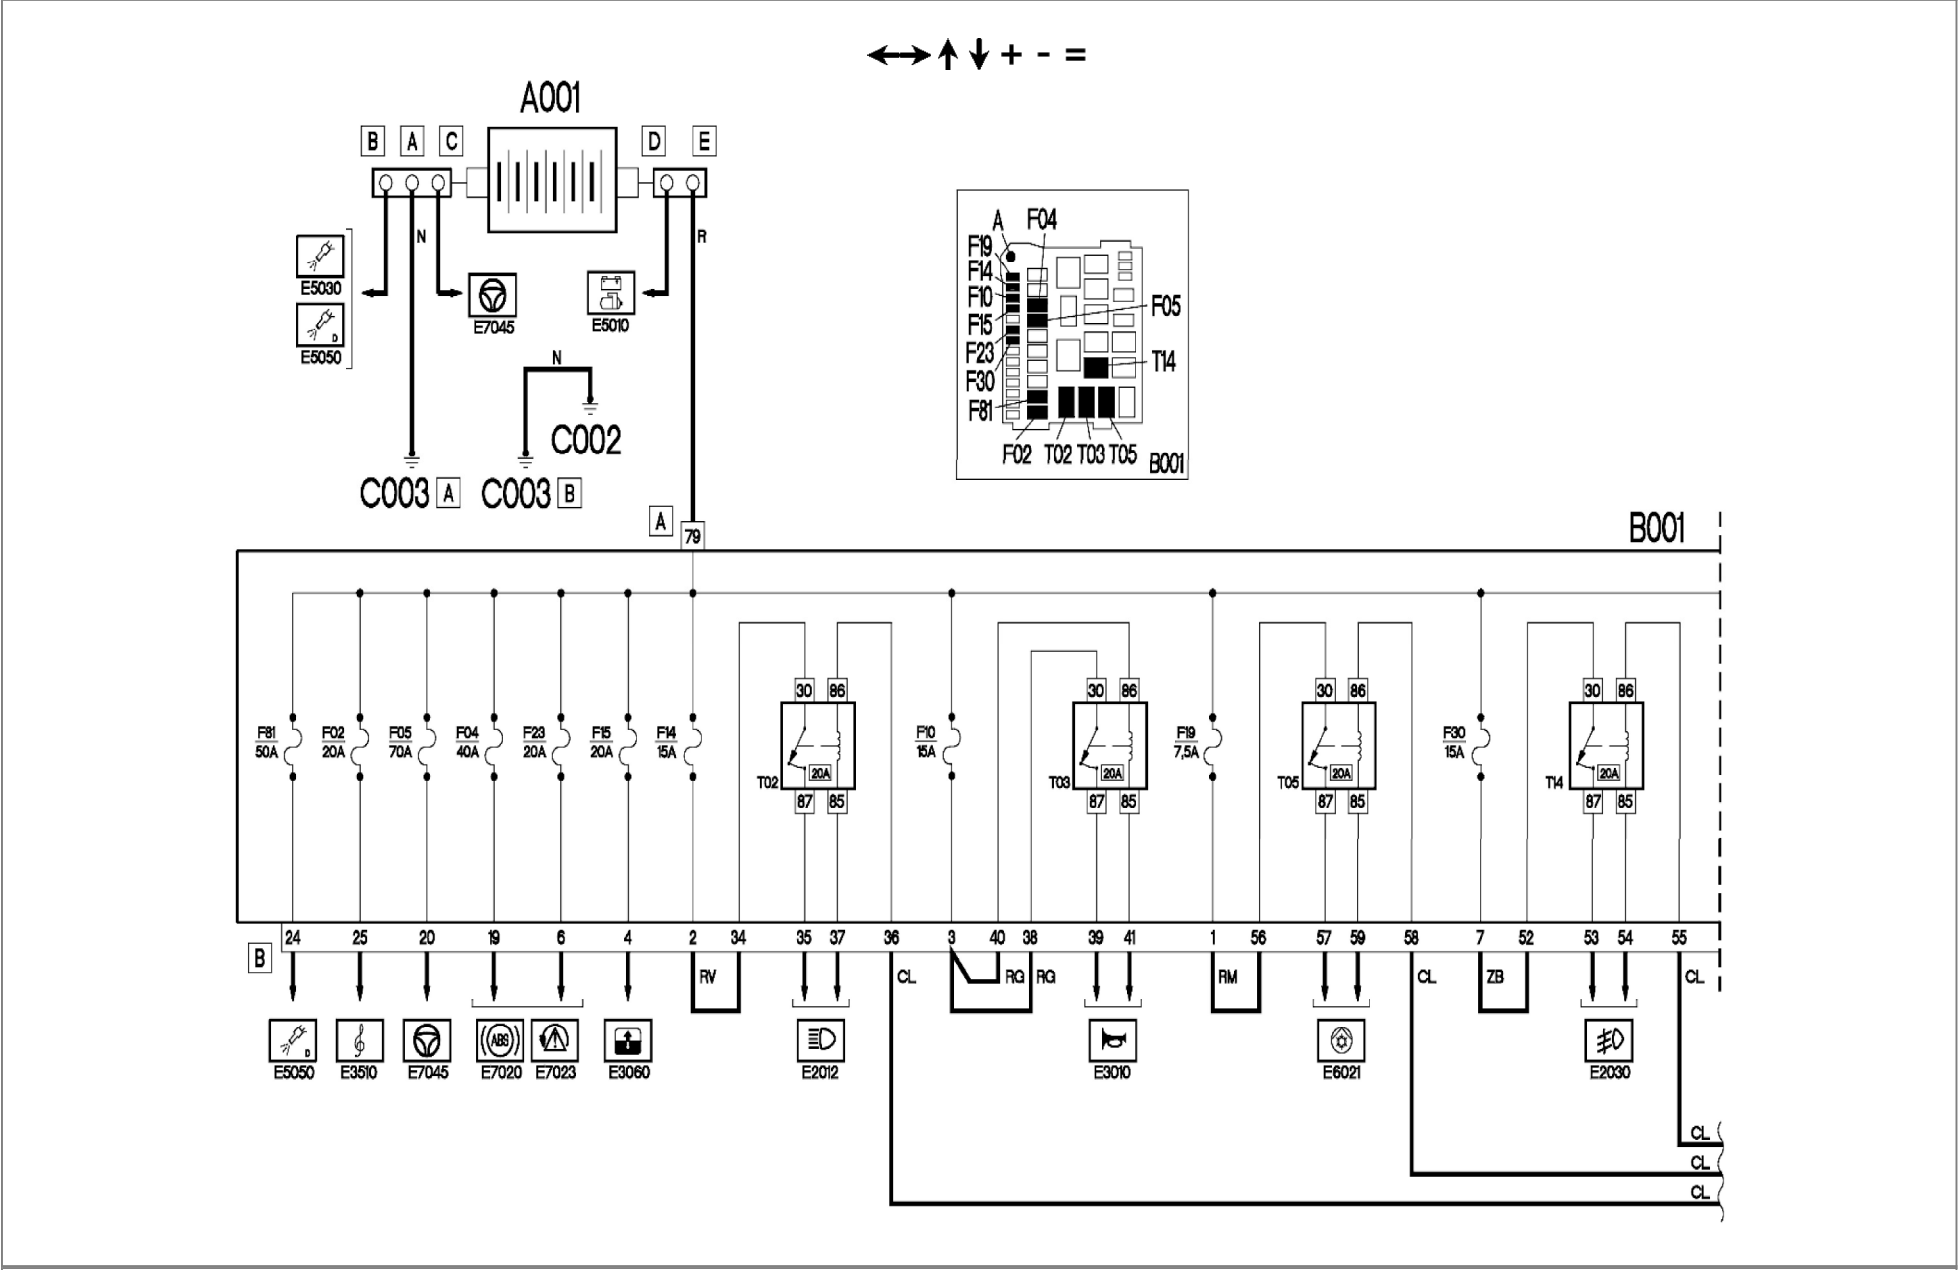 + - =
A001
B A C D E
N R
E5030
E5050
E7045
E5010
N
C002
C003 A C003 B
A F04
F19
F14
F10
F15
F23
F30
F81
F05
T14
F02 T02 T03 T05
B001
A
79
B001
30 86 30 86 30 86 30 86
F81 F02 F05 F04 F23 F15 F14 F10 F19 F30
50A 20A 70A 40A 20A 20A 15A 15A 7,5A 15A
20A 20A 20A 20A
T02 T03 T05 T14
87 85 87 85 87 85 87 85
B
24 25 20 19 6 4 2 34 35 37 36 3 40 38 39 41 1 56 57 59 58 7 52 53 54 55
RV CL RG RG RM CL ZB CL
D ABS
E5050 E3510 E7045 E7020 E7023 E3060 E2012 E3010 E6021 E2030
CL
CL
CL